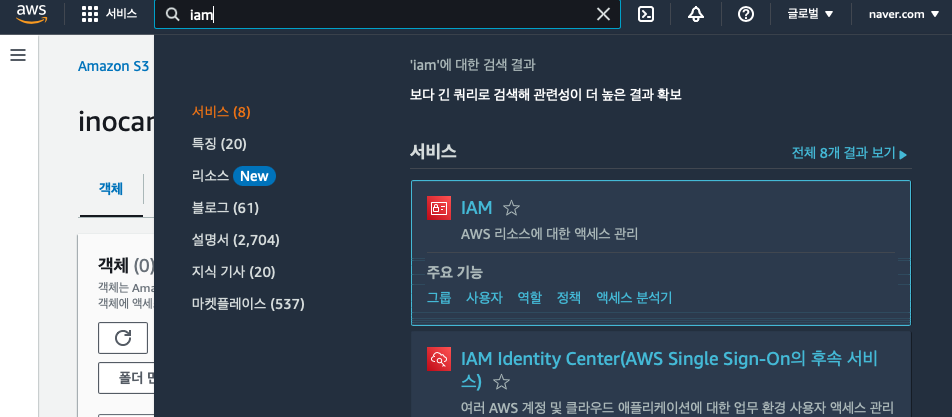 aws
서비스
iam
글로벌
naver.com
Amazon S3
inocan
객체
객체 (0)
객체는 Ama
객체에 액세
폴더 만
서비스 (8)
특징 (20)
리소스 New
블로그 (61)
설명서 (2,704)
지식 기사 (20)
마켓플레이스 (537)
'iam'에 대한 검색 결과
보다 긴 쿼리로 검색해 관련성이 더 높은 결과 확보
서비스
전체 8개 결과 보기
IAM
AWS 리소스에 대한 액세스 관리
주요 기능
그룹 사용자 역할 정책 액세스 분석기
IAM Identity Center(AWS Single Sign-On의 후속 서비
스)
여러 AWS 계정 및 클라우드 애플리케이션에 대한 업무 환경 사용자 액세스 관리